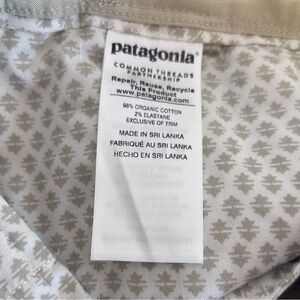 patagonia®
COMMON THREADS
PARTNERSHIP
Repair, Reuse, Recycle
This Product
www.patagonia.com
98% ORGANIC COTTON
2% ELASTANE
EXCLUSIVE OF TRIM
MADE IN SRI LANKA
FABRIQUÉ AU SRI LANKA
HECHO EN SRI LANKA